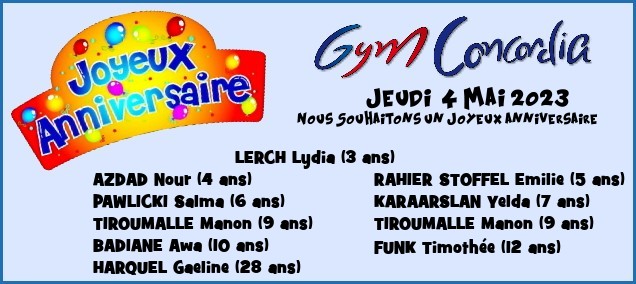 Joyeux
Anniversaire
Gym Concordia
JEUDI 4 MAI 2023
NOUS SOUHAITONS UN JOYEUX ANNIVERSAIRE
LERCH Lydia (3 ans)
AZDAD Nour (4 ans)
RAHIER STOFFEL Emilie (5 ans)
PAWLICKI Salma (6 ans)
KARAARSLAN Yelda (7 ans)
TIROUMALLE Manon (9 ans)
TIROUMALLE Manon (9 ans)
BADIANE Awa (10 ans)
FUNK Timothée (12 ans)
HARQUEL Gaeline (28 ans)